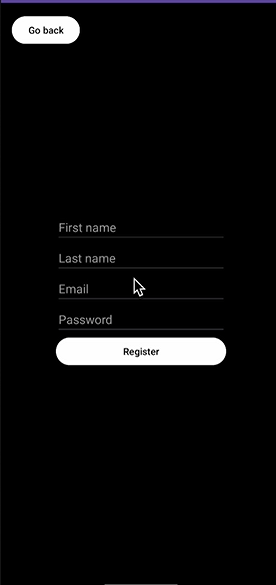 Go back
First name
Last name
Email
Password
Register